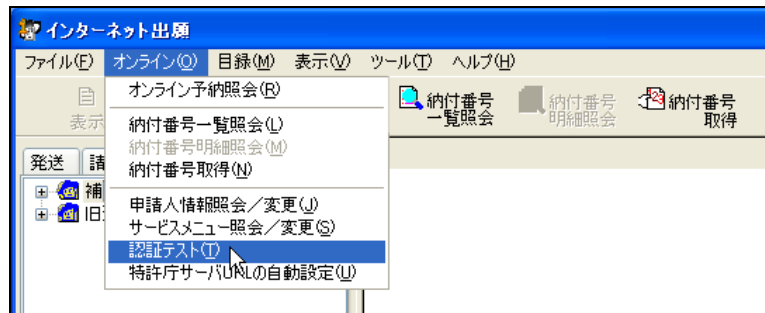 インターネット出願
ファイル(F) オンライン(O) 目録(M) 表示(V) ツール(T) ヘルプ(H)
オンライン予納照会(R)
納付番号一覧照会(L)
納付番号明細照会(M)
納付番号取得(N)
申請人情報照会／変更(J)
サービスメニュー照会／変更(S)
認証テスト(T)
特許庁サーバURLの自動設定(U)
表示
納付番号
一覧照会
納付番号
明細照会
納付番号
取得
発送 請
補
旧